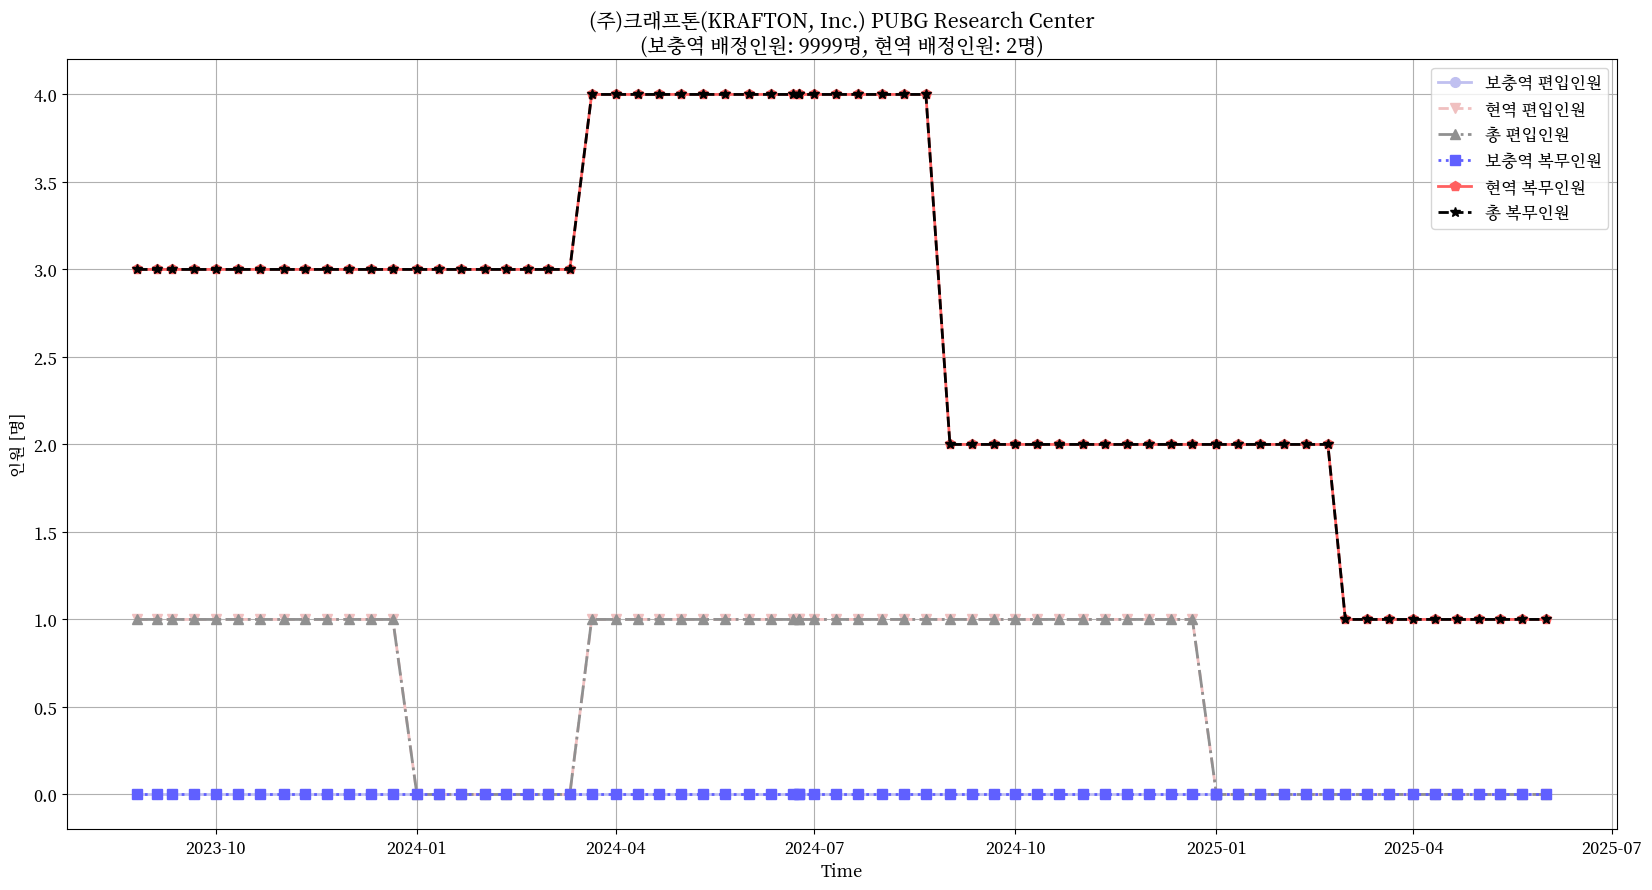 (주)크래프톤(KRAFTON, Inc.) PUBG Research Center
(보충역 배정인원: 9999명, 현역 배정인원: 2명)
보충역 편입인원
현역 편입인원
총 편입인원
보충역 복무인원
현역 복무인원
총 복무인원
인원 [명]
4.0
3.5
3.0
2.5
2.0
1.5
1.0
0.5
0.0
2023-10
2024-01
2024-04
2024-07
2024-10
2025-01
2025-04
2025-07
Time